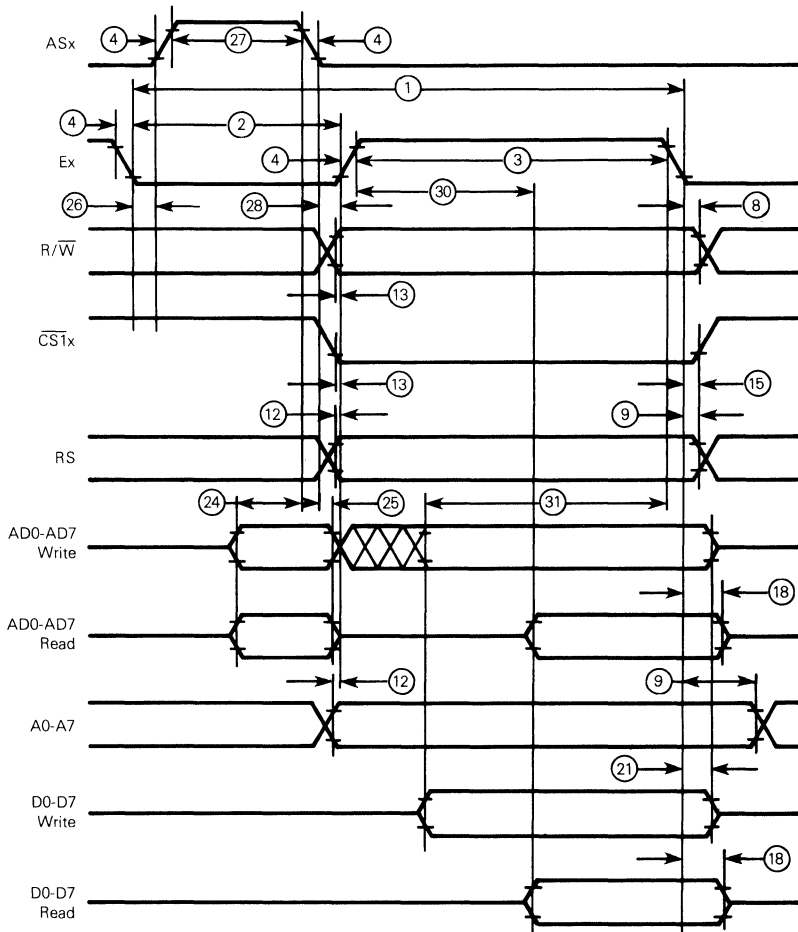 ASx
4
27
4
1
4
2
Ex
4
3
30
26
28
8
R/W̅
13
C̅S̅1̅x
13
15
12
9
RS
24
25
31
AD0-AD7
Write
18
AD0-AD7
Read
12
9
A0-A7
21
D0-D7
Write
18
D0-D7
Read